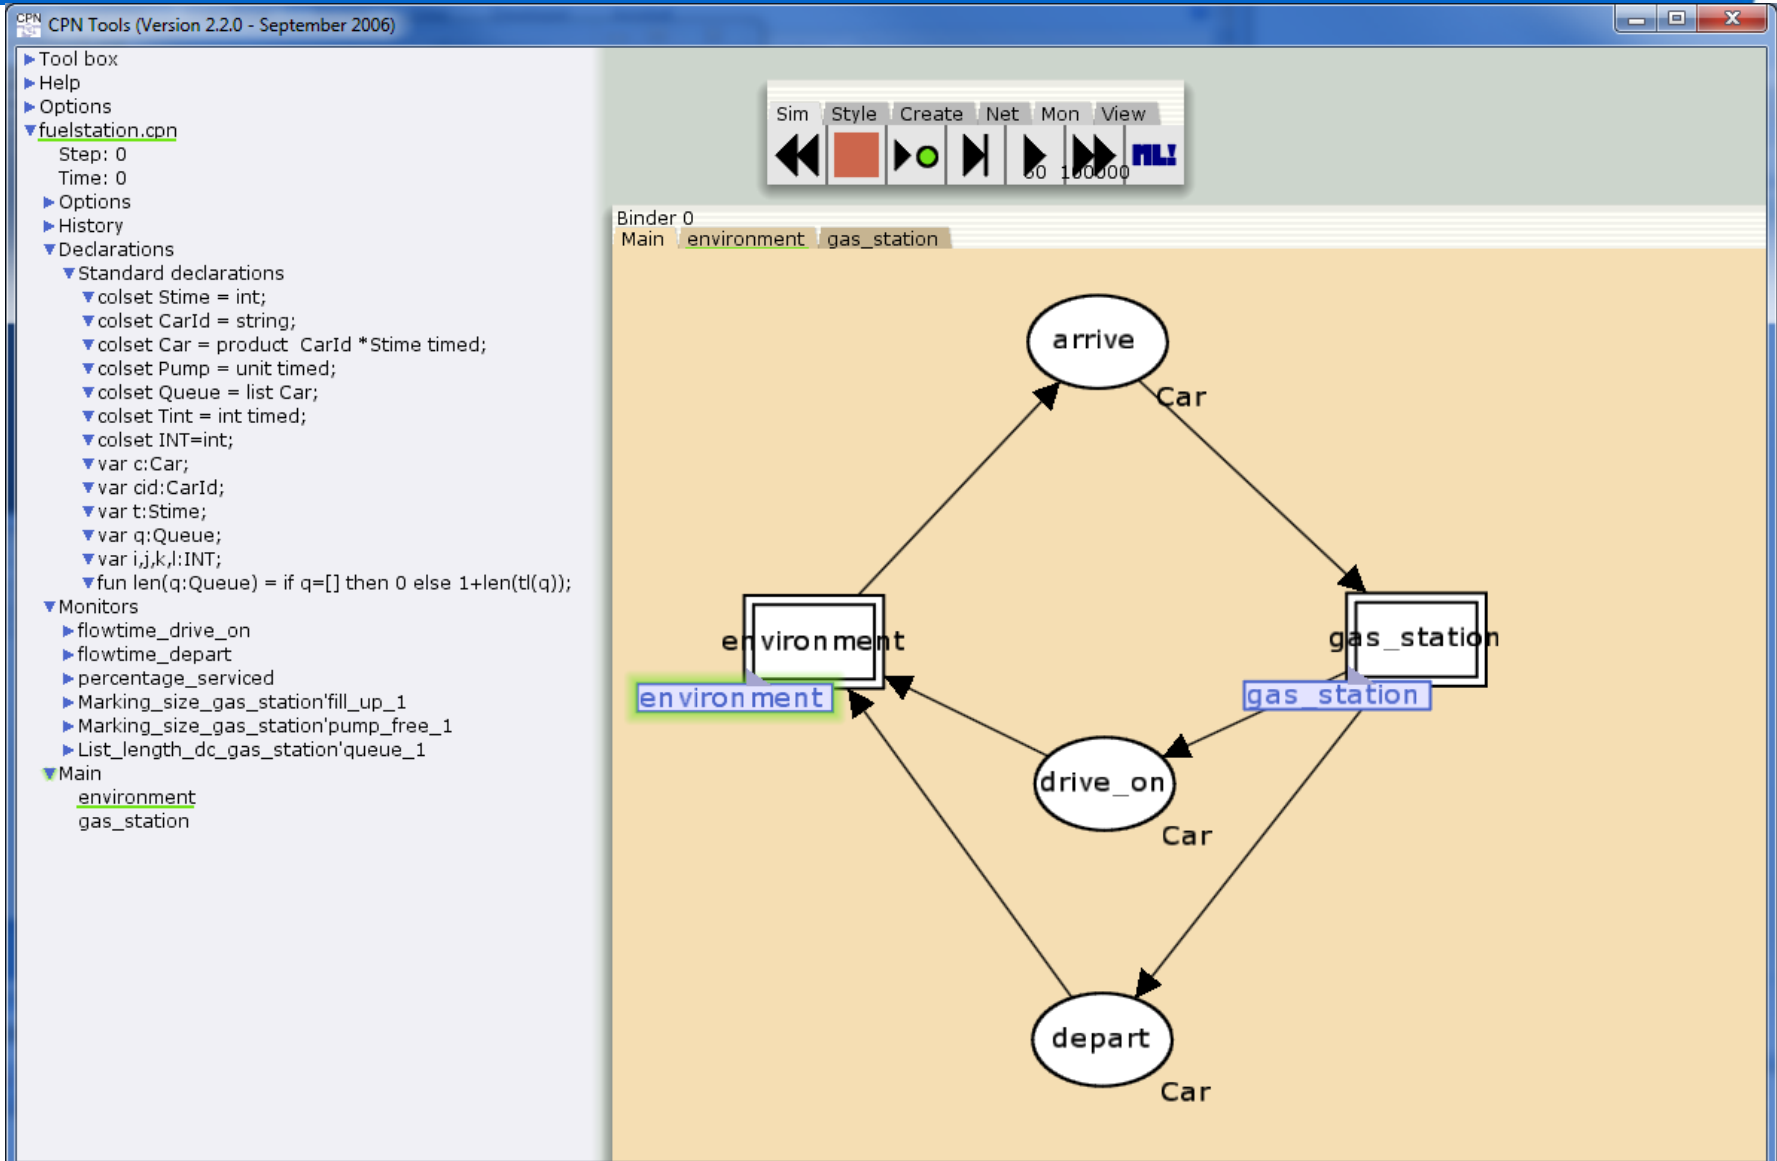 CPN Tools (Version 2.2.0 - September 2006)
Tool box
Help
Options
fuelstation.cpn
Step: 0
Time: 0
Options
History
Declarations
Standard declarations
colset Stime = int;
colset CarId = string;
colset Car = product  CarId *Stime timed;
colset Pump = unit timed;
colset Queue = list Car;
colset Tint = int timed;
colset INT=int;
var c:Car;
var cid:CarId;
var t:Stime;
var q:Queue;
var i,j,k,l:INT;
fun len(q:Queue) = if q=[] then 0 else 1+len(tl(q));
Monitors
flowtime_drive_on
flowtime_depart
percentage_serviced
Marking_size_gas_station'fill_up_1
Marking_size_gas_station'pump_free_1
List_length_dc_gas_station'queue_1
Main
environment
gas_station
Sim Style Create Net Mon View
50 100000 ML!
Binder 0
Main environment gas_station
arrive
Car
environment
environment
gas_station
gas_station
drive_on
Car
depart
Car